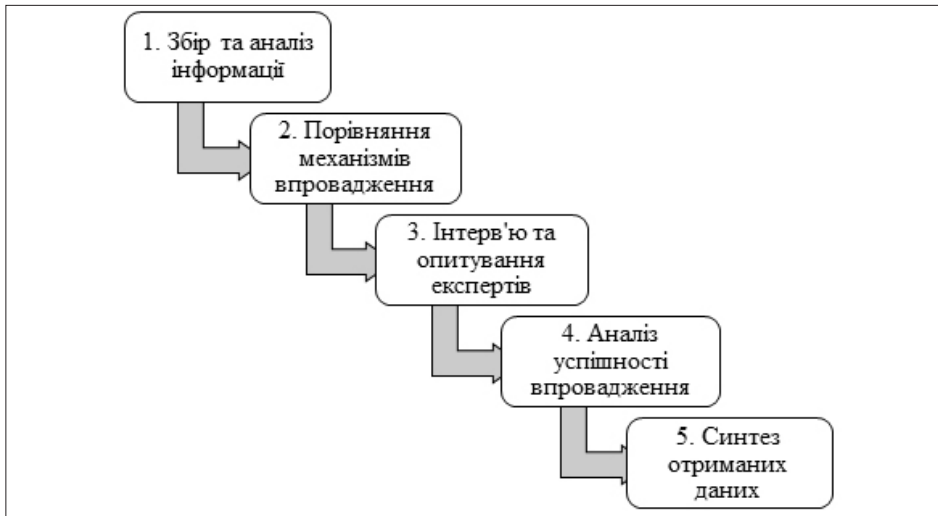 1. Збір та аналіз
інформації
2. Порівняння
механізмів
впровадження
3. Інтерв'ю та
опитування
експертів
4. Аналіз
успішності
впровадження
5. Синтез
отриманих
даних